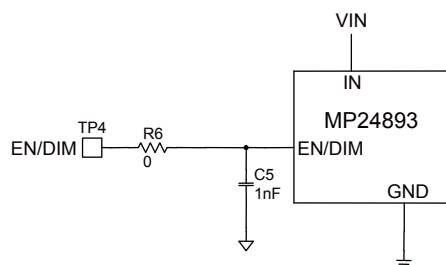 VIN
IN
MP24893
TP4
EN/DIM
R6
0
EN/DIM
C5
1nF
GND